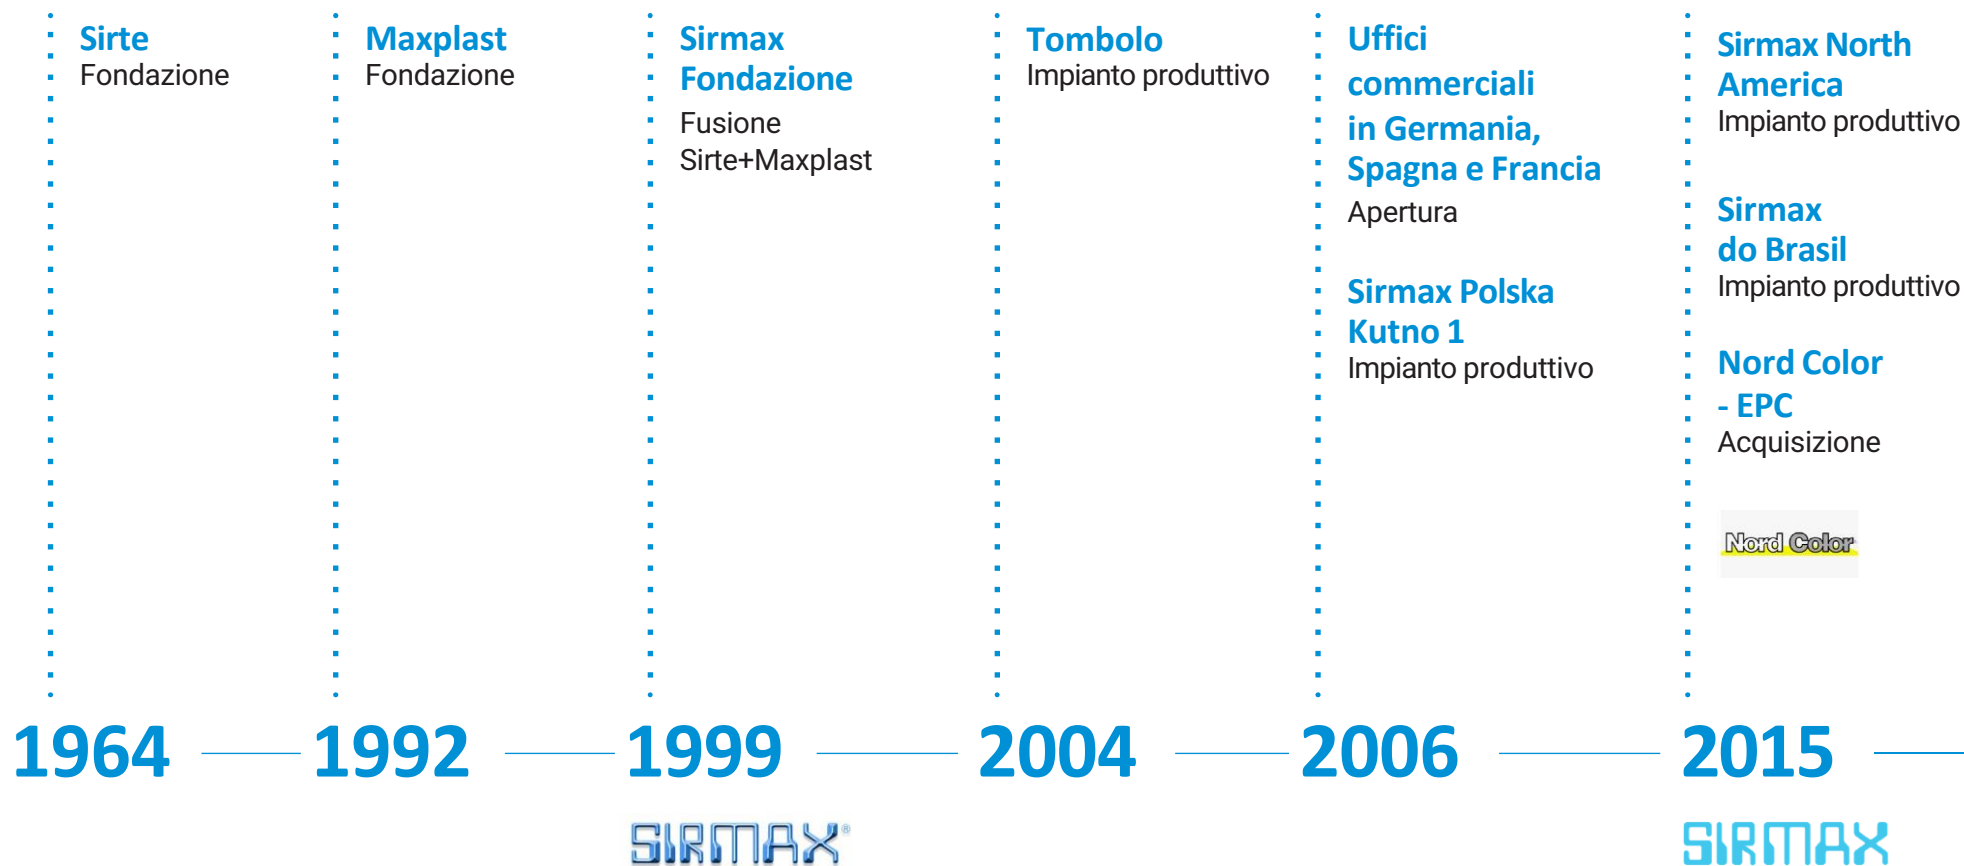 Sirte
Fondazione
Maxplast
Fondazione
Sirmax
Fondazione
Fusione
Sirte+Maxplast
Tombolo
Impianto produttivo
Uffici
commerciali
in Germania,
Spagna e Francia
Apertura
Sirmax Polska
Kutno 1
Impianto produttivo
Sirmax North
America
Impianto produttivo
Sirmax
do Brasil
Impianto produttivo
Nord Color
- EPC
Acquisizione
Nord Color
1964
1992
1999
2004
2006
2015
SIRMAX®
SIRMAX